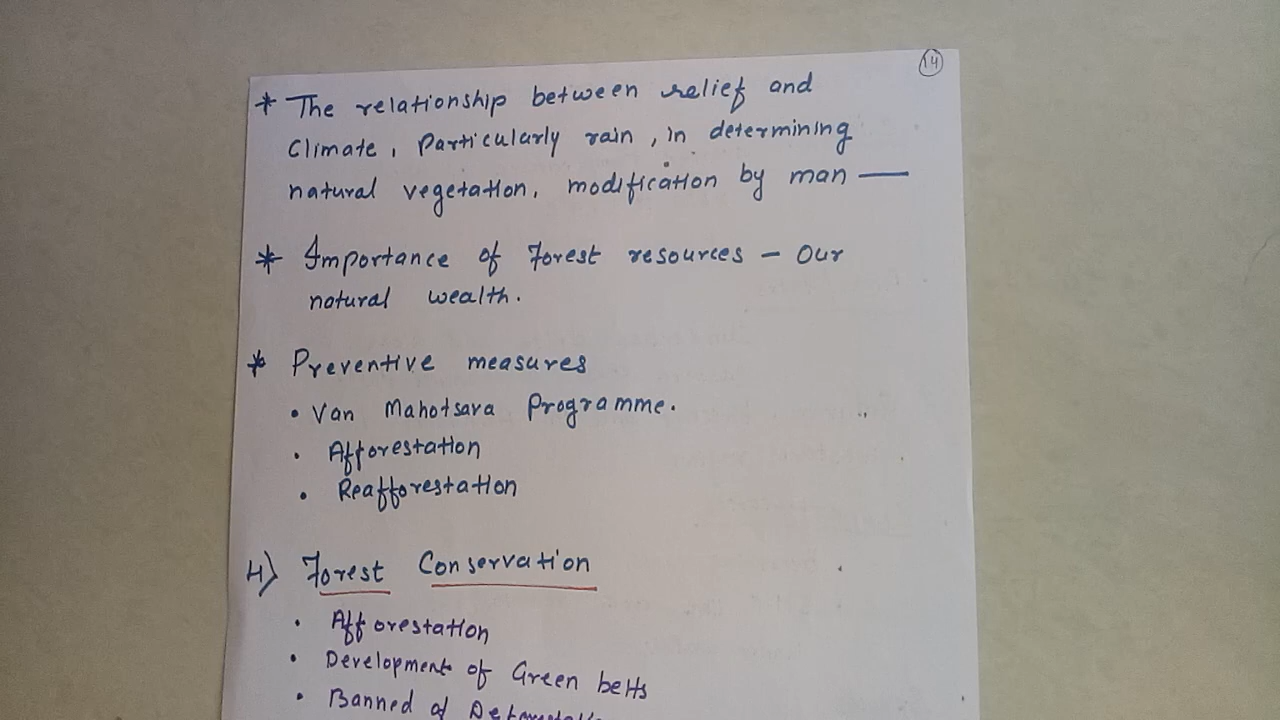 14
* The relationship between relief and
Climate, Particularly rain, in determining
natural vegetation, modification by man —
* Importance of Forest resources - Our
natural wealth.
* Preventive measures
• Van Mahotsava Programme.
• Afforestation
• Reafforestation
4) Forest Conservation
• Afforestation
• Development of Green belts
• Banned of